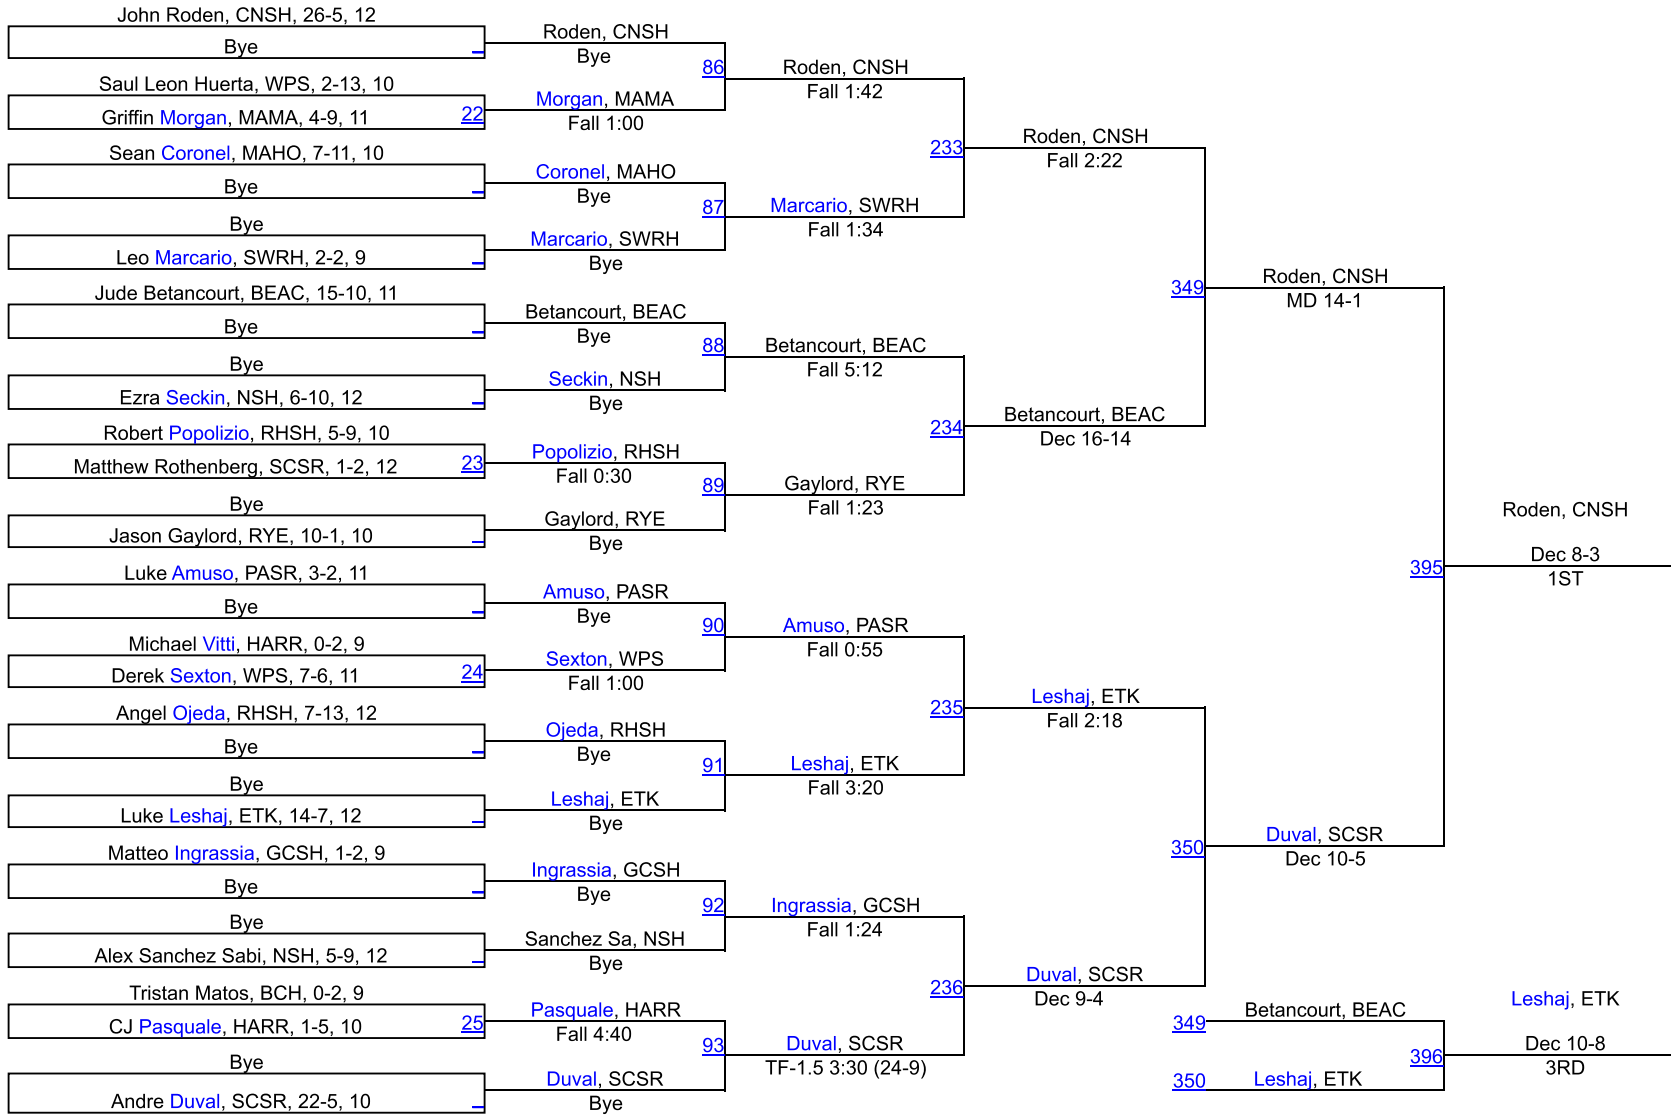 John Roden, CNSH, 26-5, 12
Bye
Saul Leon Huerta, WPS, 2-13, 10
Griffin Morgan, MAMA, 4-9, 11
22
Sean Coronel, MAHO, 7-11, 10
Bye
Bye
Leo Marcario, SWRH, 2-2, 9
Jude Betancourt, BEAC, 15-10, 11
Bye
Bye
Ezra Seckin, NSH, 6-10, 12
Robert Popolizio, RHSH, 5-9, 10
Matthew Rothenberg, SCSR, 1-2, 12
23
Bye
Jason Gaylord, RYE, 10-1, 10
Luke Amuso, PASR, 3-2, 11
Bye
Michael Vitti, HARR, 0-2, 9
Derek Sexton, WPS, 7-6, 11
24
Angel Ojeda, RHSH, 7-13, 12
Bye
Bye
Luke Leshaj, ETK, 14-7, 12
Matteo Ingrassia, GCSH, 1-2, 9
Bye
Bye
Alex Sanchez Sabi, NSH, 5-9, 12
Tristan Matos, BCH, 0-2, 9
CJ Pasquale, HARR, 1-5, 10
25
Bye
Andre Duval, SCSR, 22-5, 10
Roden, CNSH
Bye
86
Morgan, MAMA
Fall 1:00
Coronel, MAHO
Bye
87
Marcario, SWRH
Bye
Betancourt, BEAC
Bye
88
Seckin, NSH
Bye
Popolizio, RHSH
Fall 0:30
89
Gaylord, RYE
Bye
Amuso, PASR
Bye
90
Sexton, WPS
Fall 1:00
Ojeda, RHSH
Bye
91
Leshaj, ETK
Bye
Ingrassia, GCSH
Bye
92
Sanchez Sa, NSH
Bye
Pasquale, HARR
Fall 4:40
93
Duval, SCSR
Bye
Roden, CNSH
Fall 1:42
233
Marcario, SWRH
Fall 1:34
Betancourt, BEAC
Fall 5:12
234
Gaylord, RYE
Fall 1:23
Amuso, PASR
Fall 0:55
235
Leshaj, ETK
Fall 3:20
Ingrassia, GCSH
Fall 1:24
236
Duval, SCSR
TF-1.5 3:30 (24-9)
Roden, CNSH
Fall 2:22
349
Betancourt, BEAC
Dec 16-14
Leshaj, ETK
Fall 2:18
350
Duval, SCSR
Dec 9-4
Roden, CNSH
MD 14-1
395
Duval, SCSR
Dec 10-5
Roden, CNSH
Dec 8-3
1ST
349
Betancourt, BEAC
396
350
Leshaj, ETK
Leshaj, ETK
Dec 10-8
3RD